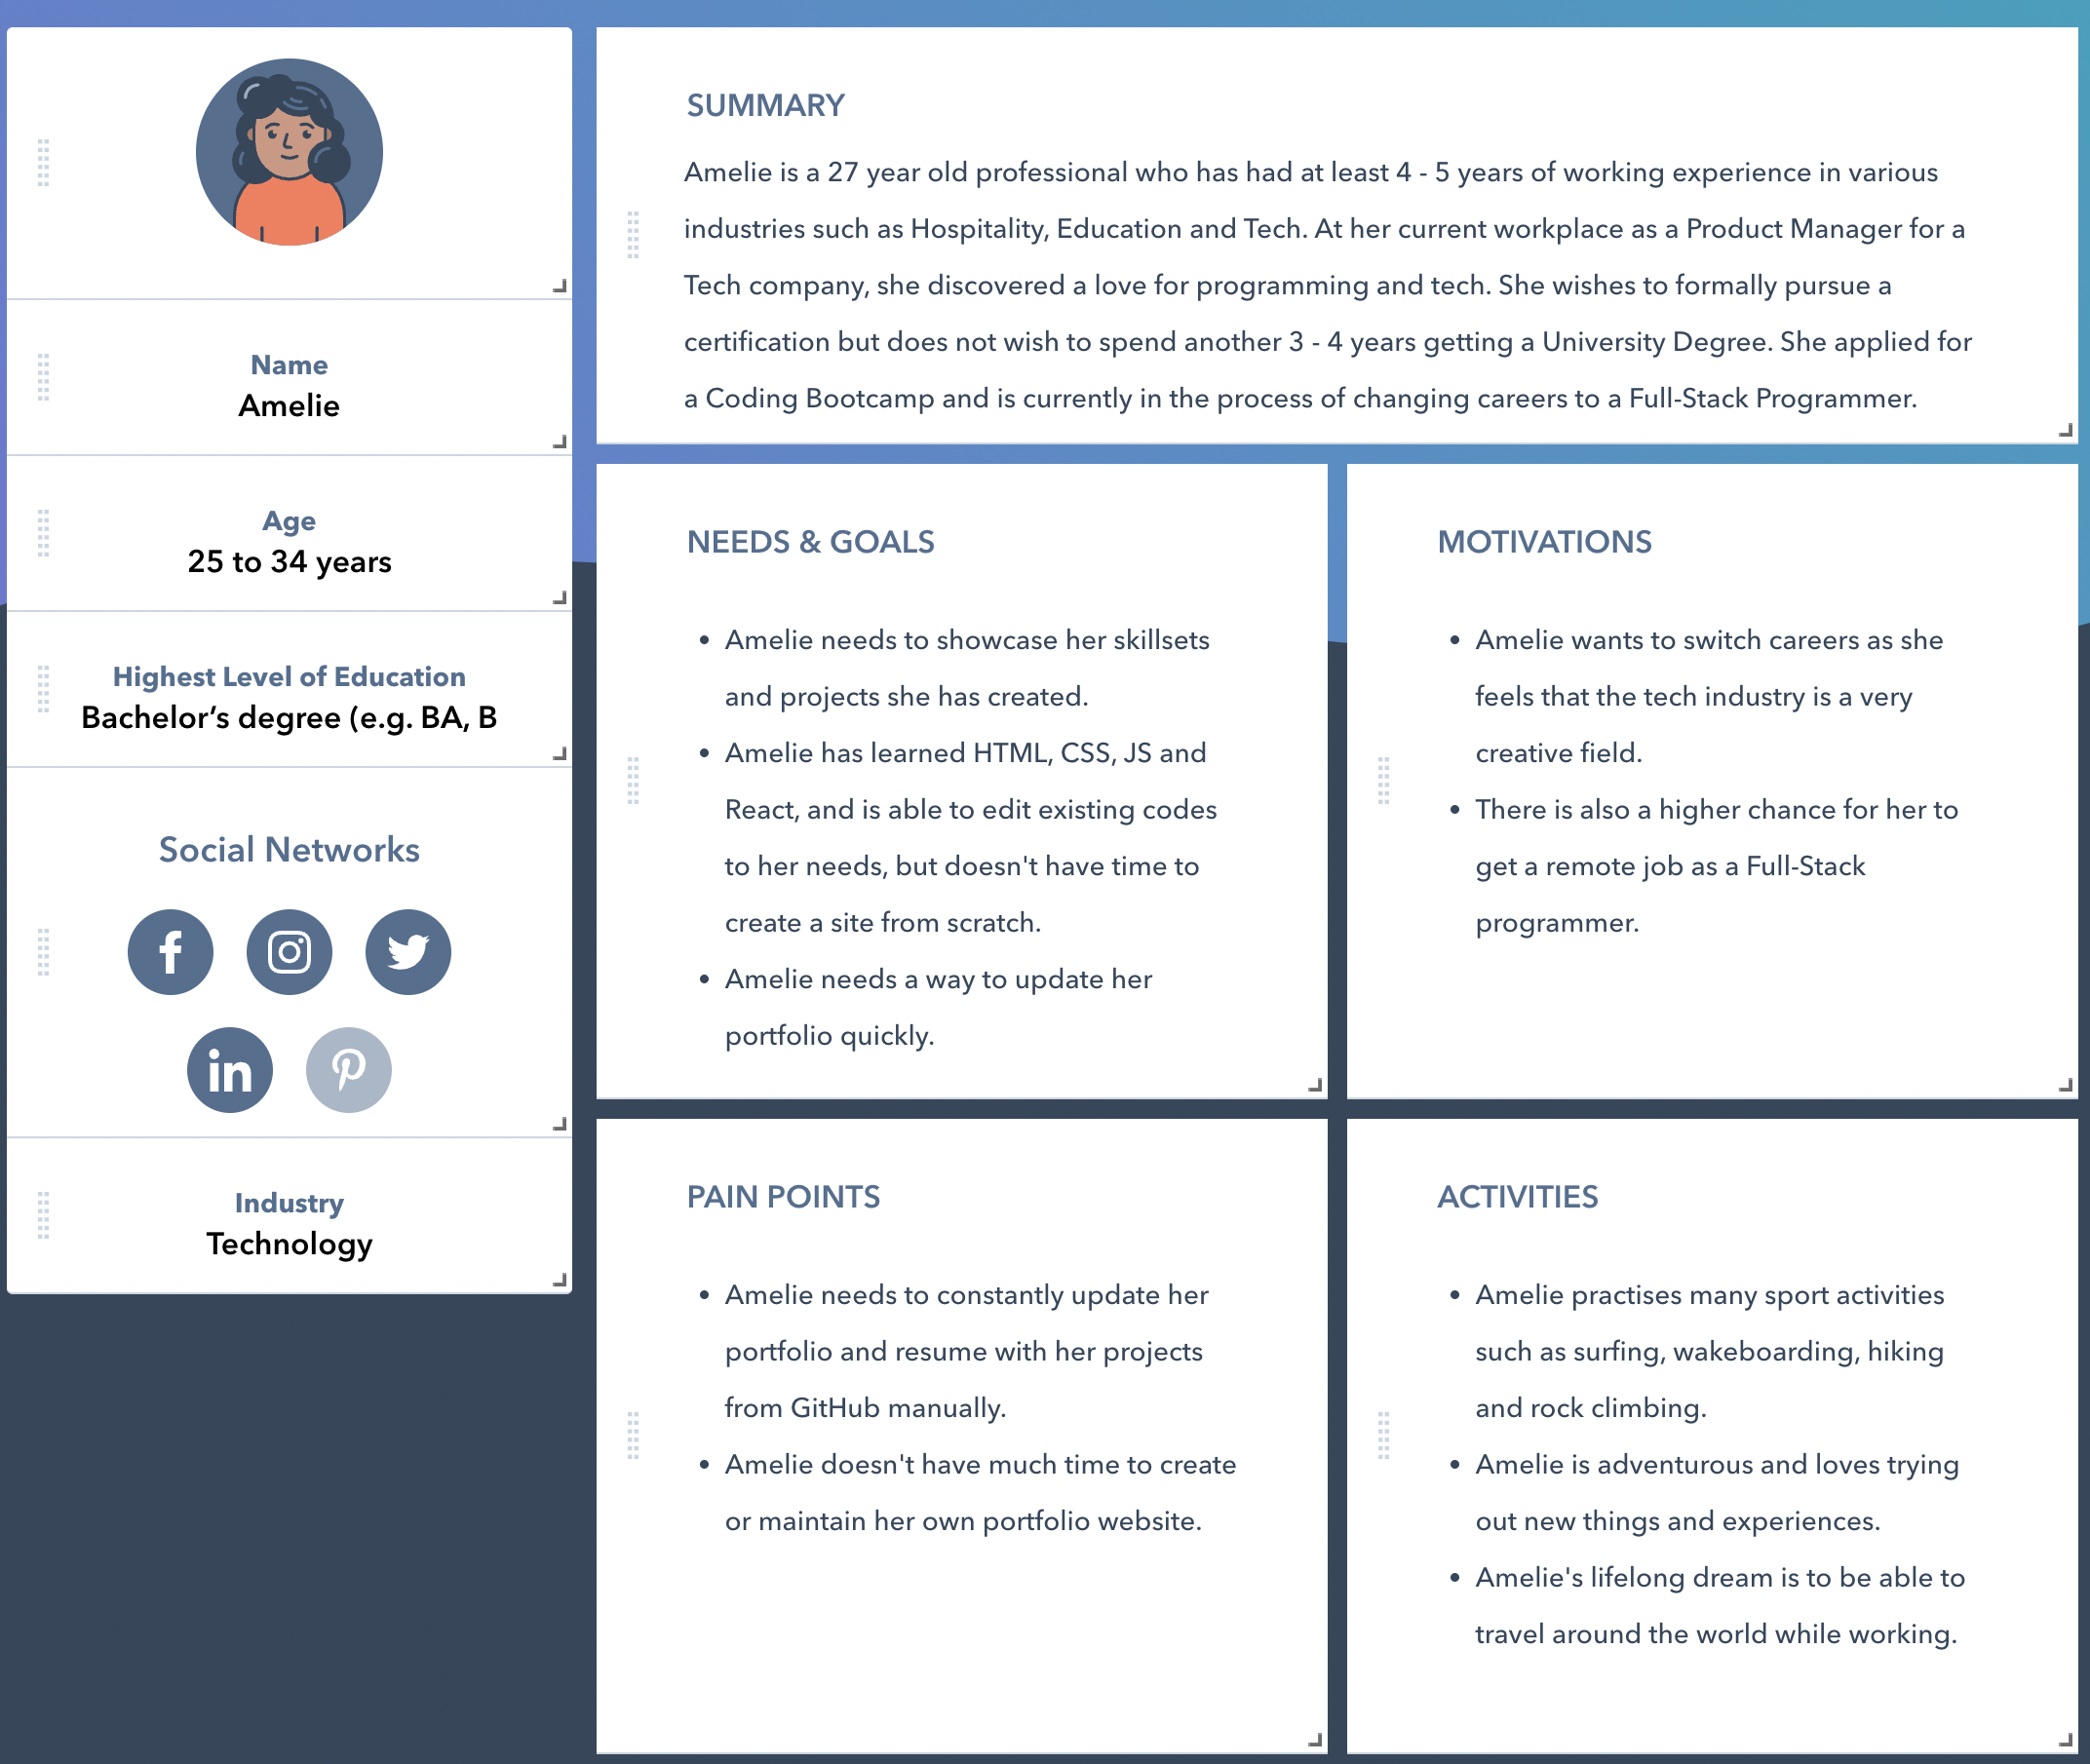 Name
Amelie
Age
25 to 34 years
Highest Level of Education
Bachelor’s degree (e.g. BA, B
Social Networks
f
in
Industry
Technology
SUMMARY
Amelie is a 27 year old professional who has had at least 4 - 5 years of working experience in various
industries such as Hospitality, Education and Tech. At her current workplace as a Product Manager for a
Tech company, she discovered a love for programming and tech. She wishes to formally pursue a
certification but does not wish to spend another 3 - 4 years getting a University Degree. She applied for
a Coding Bootcamp and is currently in the process of changing careers to a Full-Stack Programmer.
NEEDS & GOALS
• Amelie needs to showcase her skillsets
and projects she has created.
• Amelie has learned HTML, CSS, JS and
React, and is able to edit existing codes
to her needs, but doesn't have time to
create a site from scratch.
• Amelie needs a way to update her
portfolio quickly.
MOTIVATIONS
• Amelie wants to switch careers as she
feels that the tech industry is a very
creative field.
• There is also a higher chance for her to
get a remote job as a Full-Stack
programmer.
PAIN POINTS
• Amelie needs to constantly update her
portfolio and resume with her projects
from GitHub manually.
• Amelie doesn't have much time to create
or maintain her own portfolio website.
ACTIVITIES
• Amelie practises many sport activities
such as surfing, wakeboarding, hiking
and rock climbing.
• Amelie is adventurous and loves trying
out new things and experiences.
• Amelie's lifelong dream is to be able to
travel around the world while working.